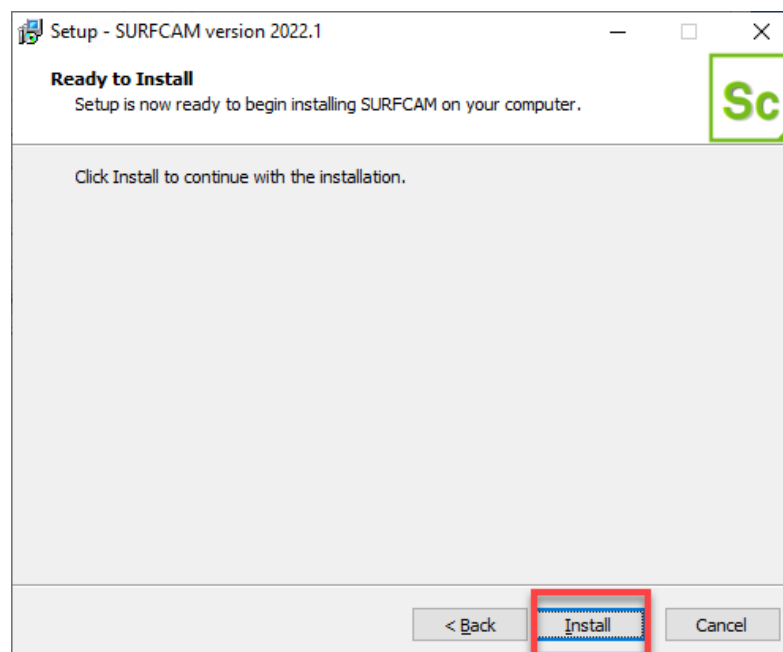 Setup - SURFCAM version 2022.1
Ready to Install
Setup is now ready to begin installing SURFCAM on your computer.
Sc
Click Install to continue with the installation.
< Back
Install
Cancel